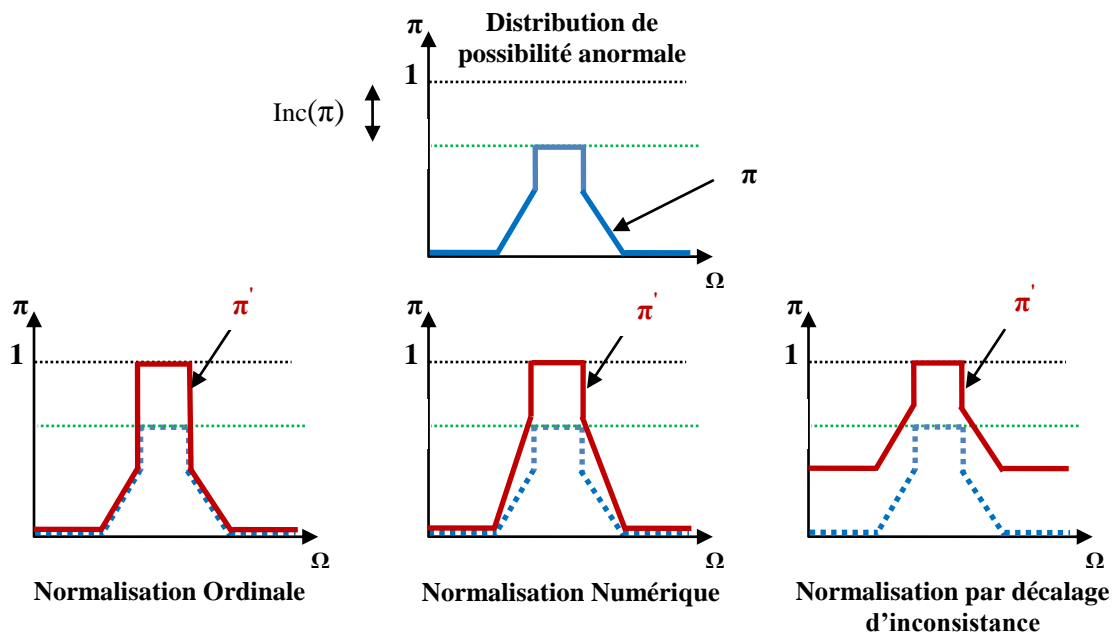 Distribution de
possibilité anormale
π
1
Inc(π)
π
Ω
π
π'
1
Ω
Normalisation Ordinale
π
π'
1
Ω
Normalisation Numérique
π
π'
1
Ω
Normalisation par décalage
d’inconsistance